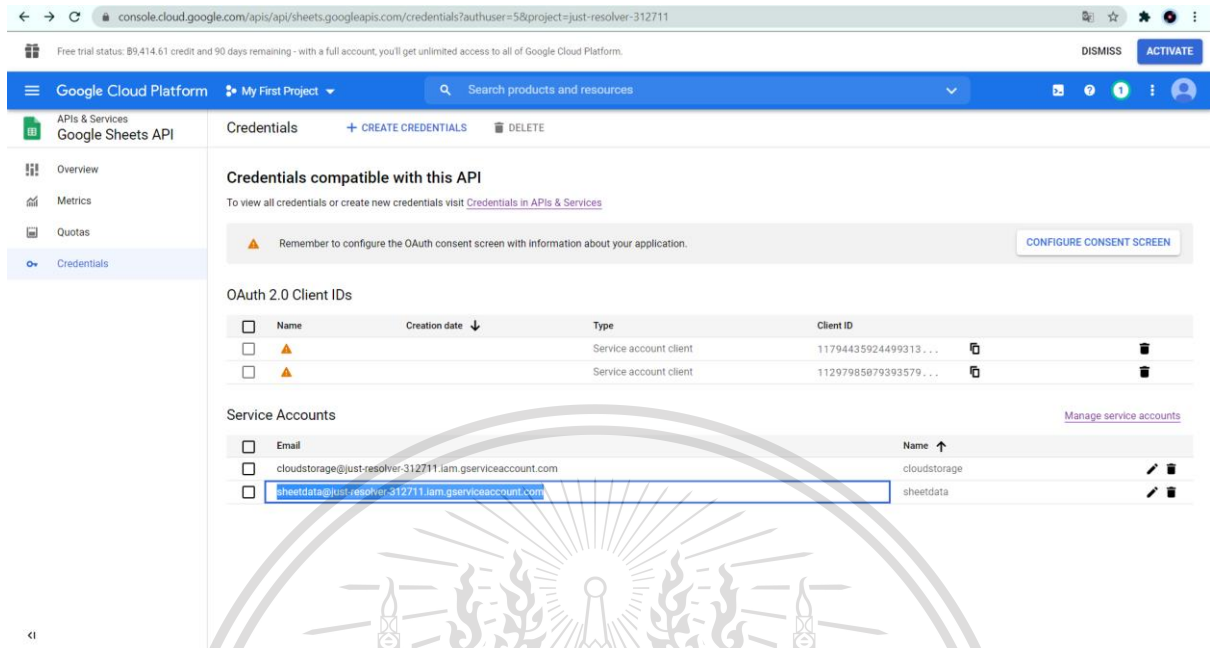 console.cloud.google.com/apis/api/sheets.googleapis.com/credentials?authuser=5&project=just-resolver-312711
Free trial status: ฿9,414.61 credit and 90 days remaining - with a full account, you'll get unlimited access to all of Google Cloud Platform. DISMISS ACTIVATE
Google Cloud Platform My First Project Search products and resources 1
APIs & Services
Google Sheets API
Credentials + CREATE CREDENTIALS DELETE
Overview
Metrics
Quotas
Credentials
Credentials compatible with this API
To view all credentials or create new credentials visit Credentials in APIs & Services
Remember to configure the OAuth consent screen with information about your application. CONFIGURE CONSENT SCREEN
OAuth 2.0 Client IDs
Name Creation date Type Client ID
Service account client 11794435924499313...
Service account client 11297985079393579...
Service Accounts Manage service accounts
Email Name
cloudstorage@just-resolver-312711.iam.gserviceaccount.com cloudstorage
sheetdata@just-resolver-312711.iam.gserviceaccount.com sheetdata